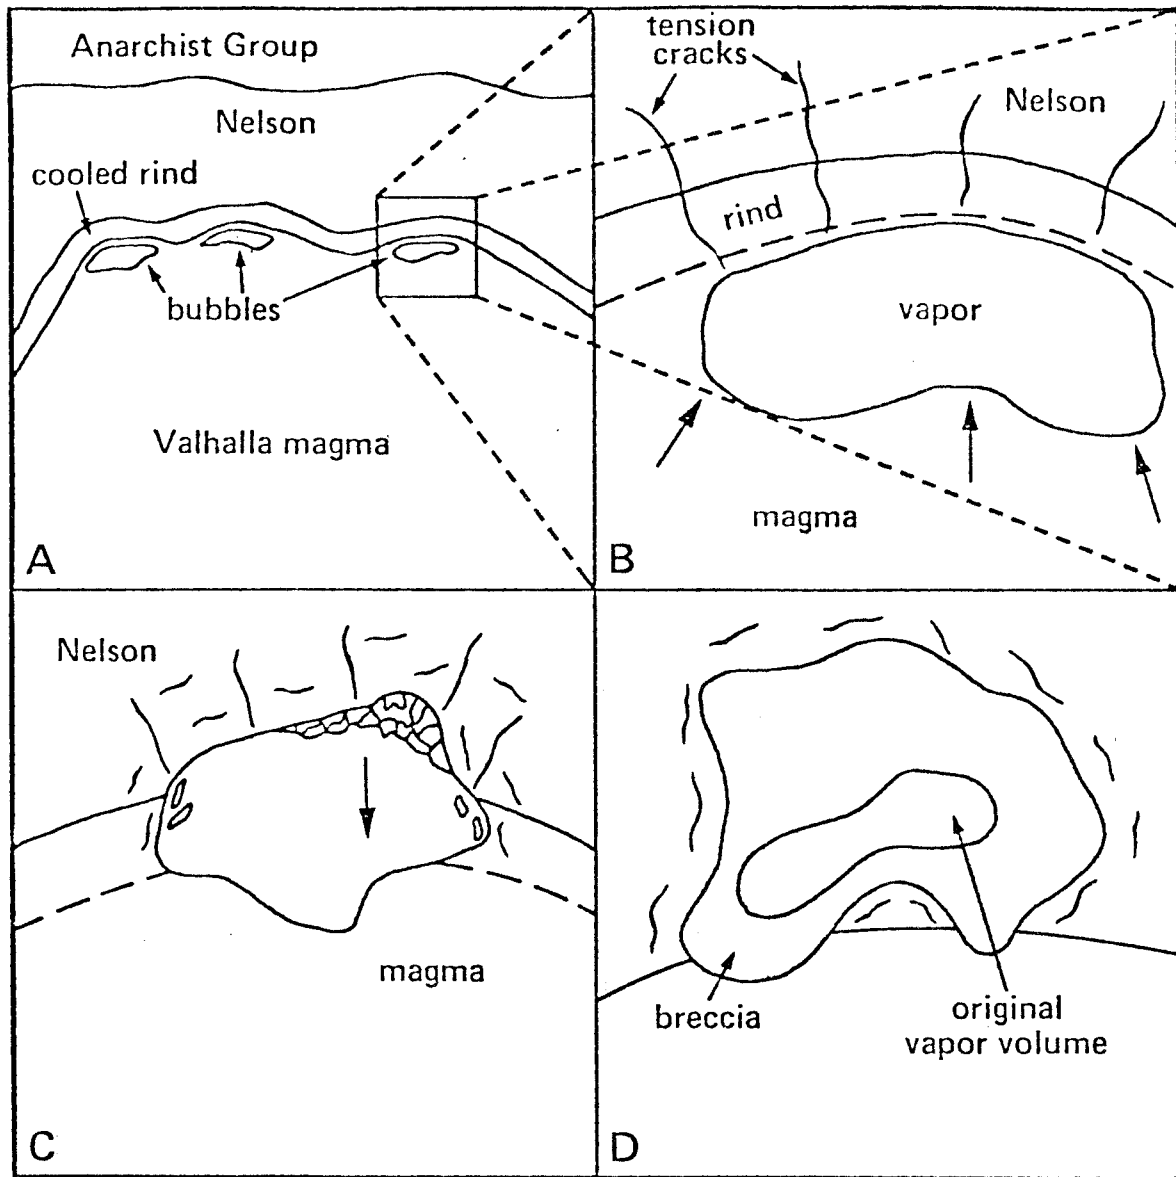 Anarchist Group
Nelson
cooled rind
bubbles
Valhalla magma
A
tension
cracks
Nelson
rind
vapor
magma
B
Nelson
magma
C
breccia
original
vapor volume
D